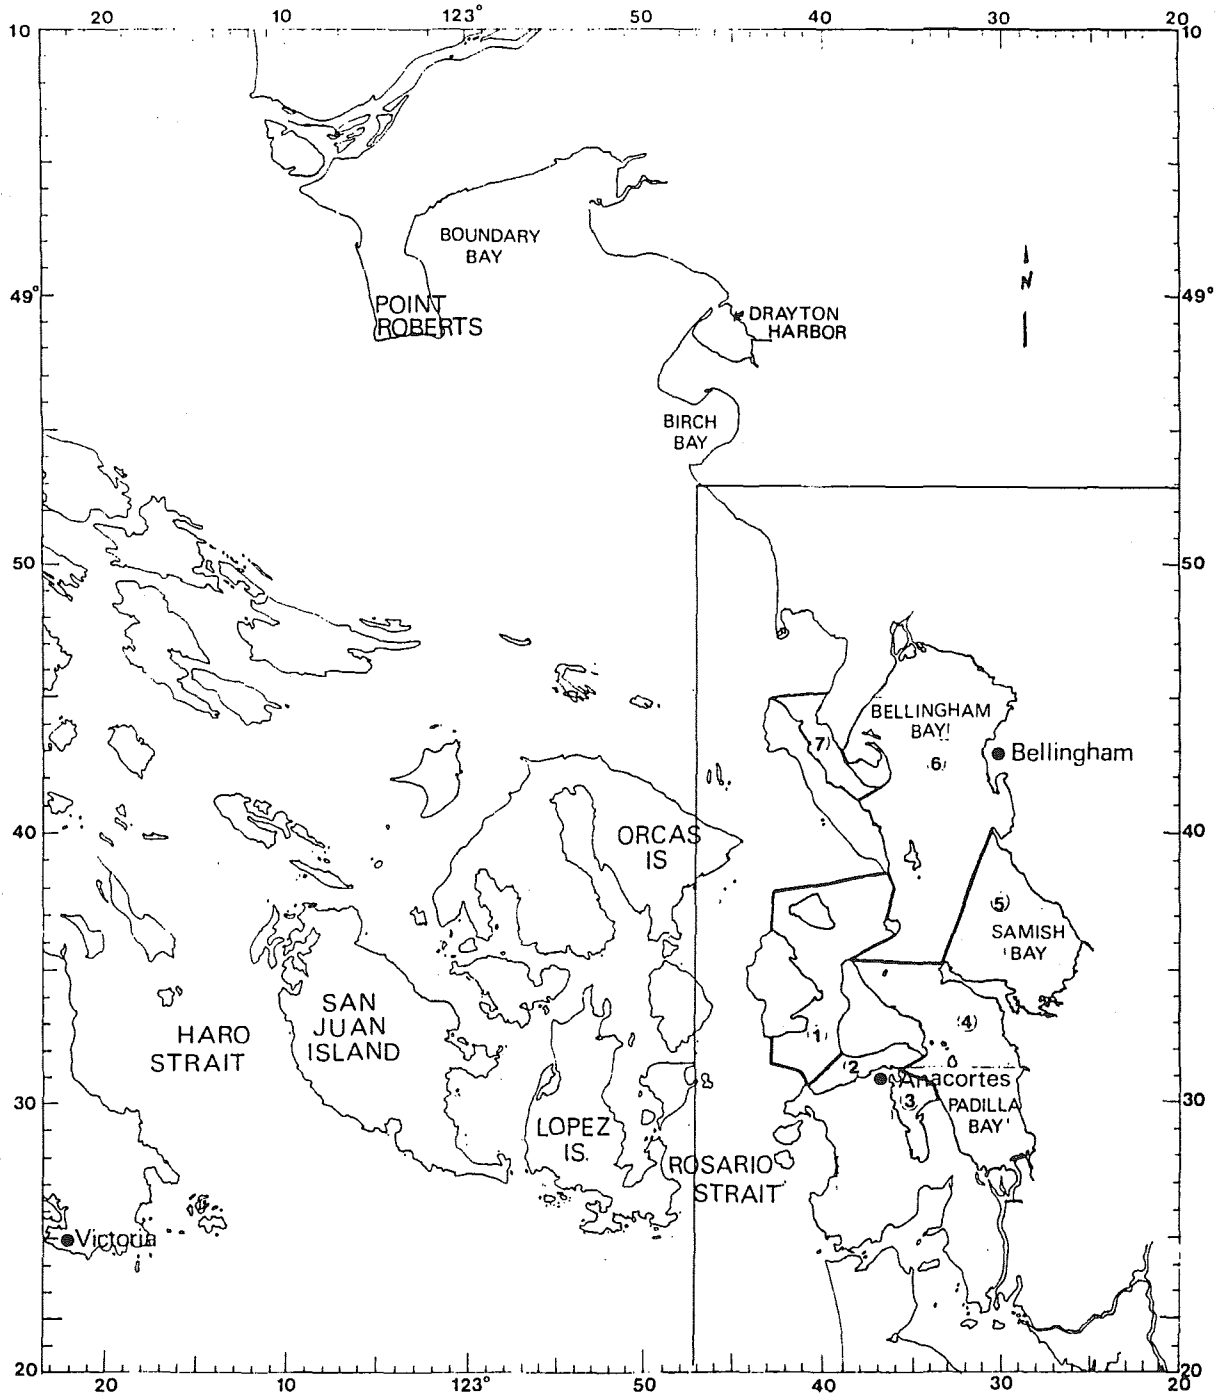 20 10 123° 50 40 30 20
10 10
BOUNDARY
BAY
N
49° 49°
POINT
ROBERTS
DRAYTON
HARBOR
BIRCH
BAY
50 50
BELLINGHAM
BAY
7
6
Bellingham
40 40
ORCAS
IS
5
SAMISH
BAY
SAN
JUAN
ISLAND
HARO
STRAIT
1
4
2
Anacortes
3
PADILLA
BAY
30 30
LOPEZ
IS.
ROSARIO
STRAIT
Victoria
20 20
20 10 123° 50 40 30 20